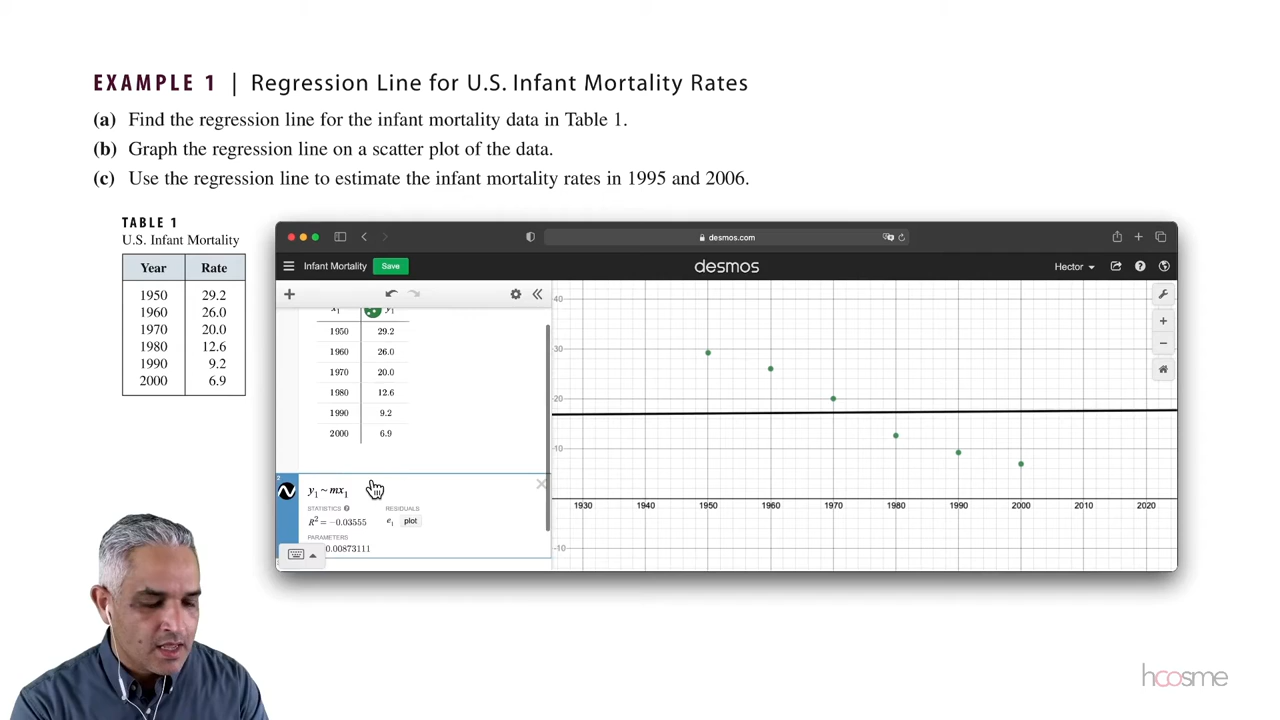 EXAMPLE 1 | Regression Line for U.S. Infant Mortality Rates
(a) Find the regression line for the infant mortality data in Table 1.
(b) Graph the regression line on a scatter plot of the data.
(c) Use the regression line to estimate the infant mortality rates in 1995 and 2006.
TABLE 1
U.S. Infant Mortality
Year Rate
1950 29.2
1960 26.0
1970 20.0
1980 12.6
1990 9.2
2000 6.9
desmos.com
Infant Mortality Save desmos Hector
x₁ y₁
1950 29.2
1960 26.0
1970 20.0
1980 12.6
1990 9.2
2000 6.9
2
y₁ ~ mx₁
STATISTICS RESIDUALS
R² = −0.03555 e₁ plot
PARAMETERS
0.00873111
40
30
20
10
1930 1940 1950 1960 1970 1980 1990 2000 2010 2020
-10
hcosme